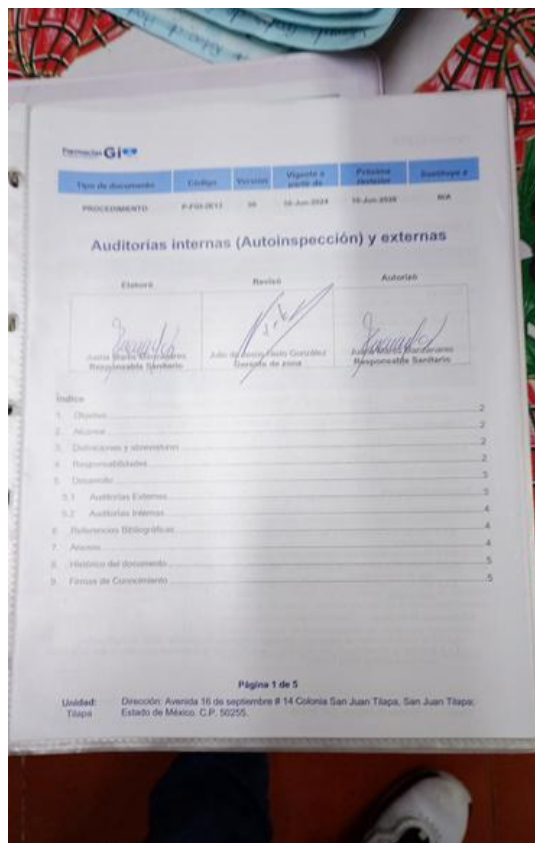 Farmacias Gi
Tipo de documento Código Versión Vigente a partir de Próxima revisión Sustituye a
PROCEDIMIENTO 00 16-Jun-2024 N/A
Auditorías internas (Autoinspección) y externas
Elaboró Revisó Autorizó
Responsable Sanitario Gerente de zona Responsable Sanitario
Índice
1. Objetivo 2
2. Alcance 2
3. Definiciones y abreviaturas 2
4. Responsabilidades 2
5. Desarrollo 3
5.1 Auditorías Externas 3
5.2 Auditorías Internas 4
6. Referencias Bibliográficas 4
7. Anexos 4
8. Histórico del documento 5
9. Firmas de Conocimiento 5
Página 1 de 5
Unidad: Dirección: Avenida 16 de septiembre # 14 Colonia San Juan Tilapa, San Juan Tilapa;
Tilapa Estado de México. C.P. 50255.